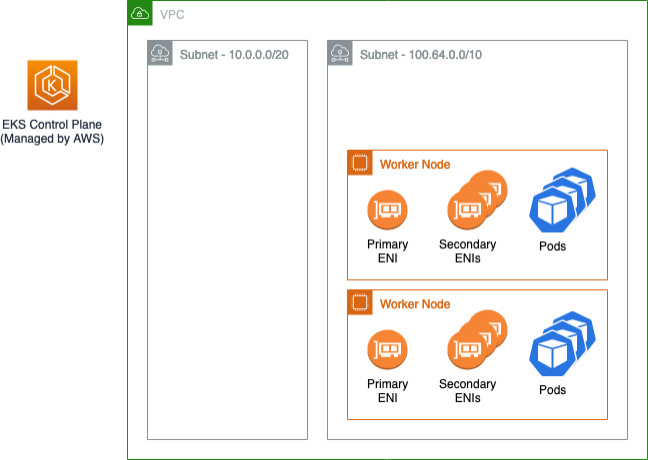 VPC
Subnet - 10.0.0.0/20
Subnet - 100.64.0.0/10
EKS Control Plane
(Managed by AWS)
Worker Node
Primary
ENI
Secondary
ENIs
Pods
Worker Node
Primary
ENI
Secondary
ENIs
Pods